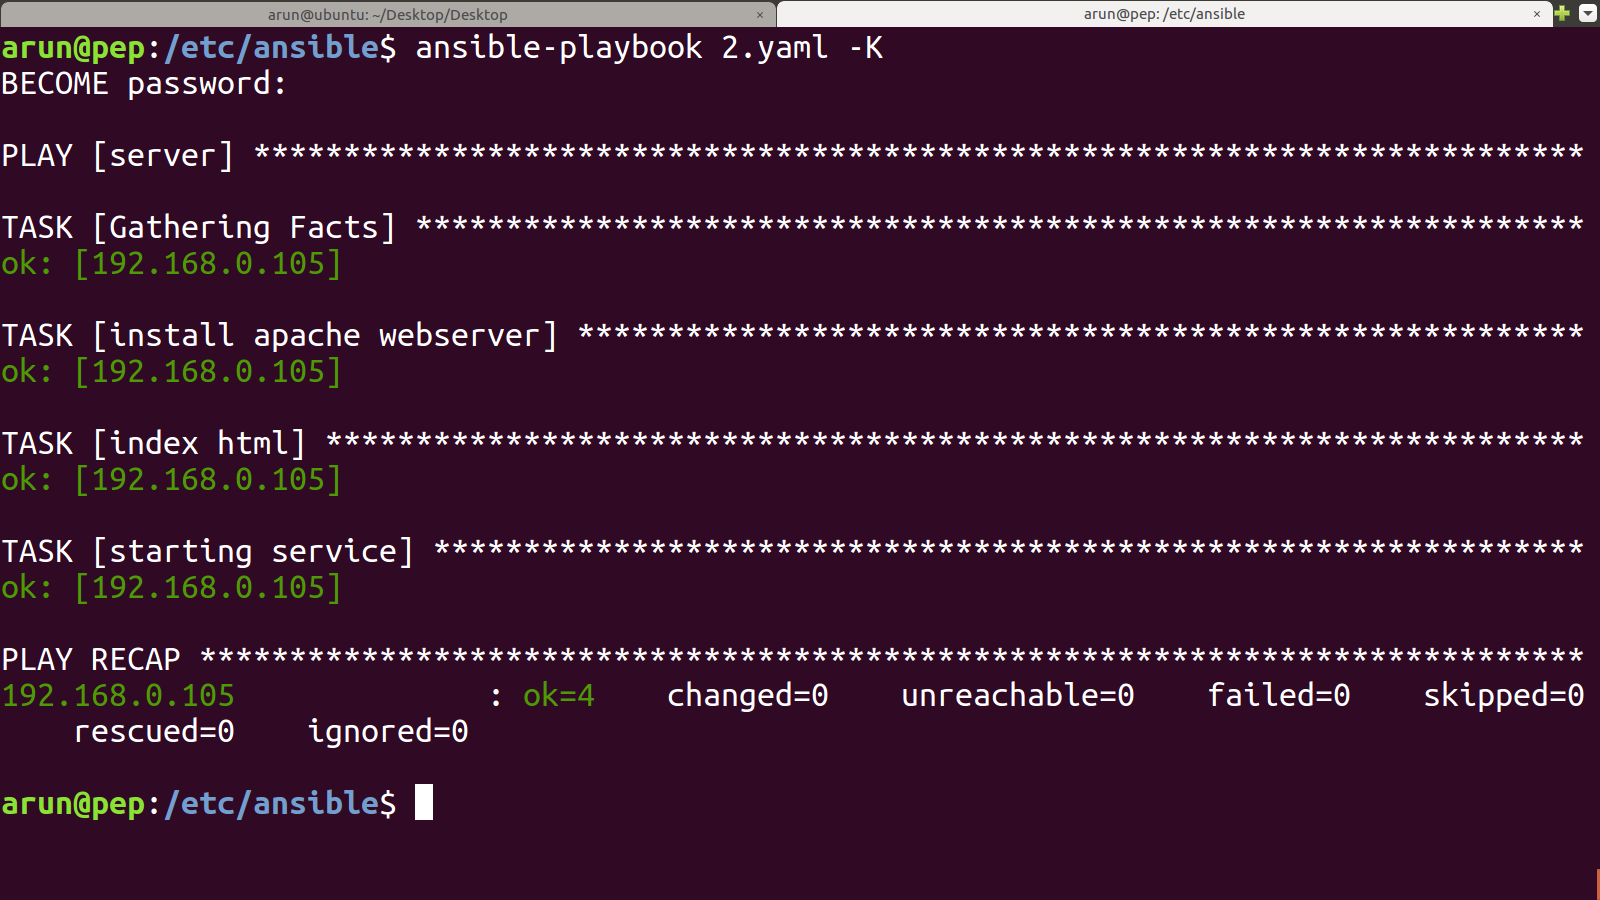 arun@ubuntu: ~/Desktop/Desktop × arun@pep: /etc/ansible ×
arun@pep:/etc/ansible$ ansible-playbook 2.yaml -K
BECOME password:
PLAY [server] **************************************************************************
TASK [Gathering Facts] *****************************************************************
ok: [192.168.0.105]
TASK [install apache webserver] ********************************************************
ok: [192.168.0.105]
TASK [index html] **********************************************************************
ok: [192.168.0.105]
TASK [starting service] ****************************************************************
ok: [192.168.0.105]
PLAY RECAP *****************************************************************************
192.168.0.105              : ok=4    changed=0    unreachable=0    failed=0    skipped=0
    rescued=0    ignored=0
arun@pep:/etc/ansible$